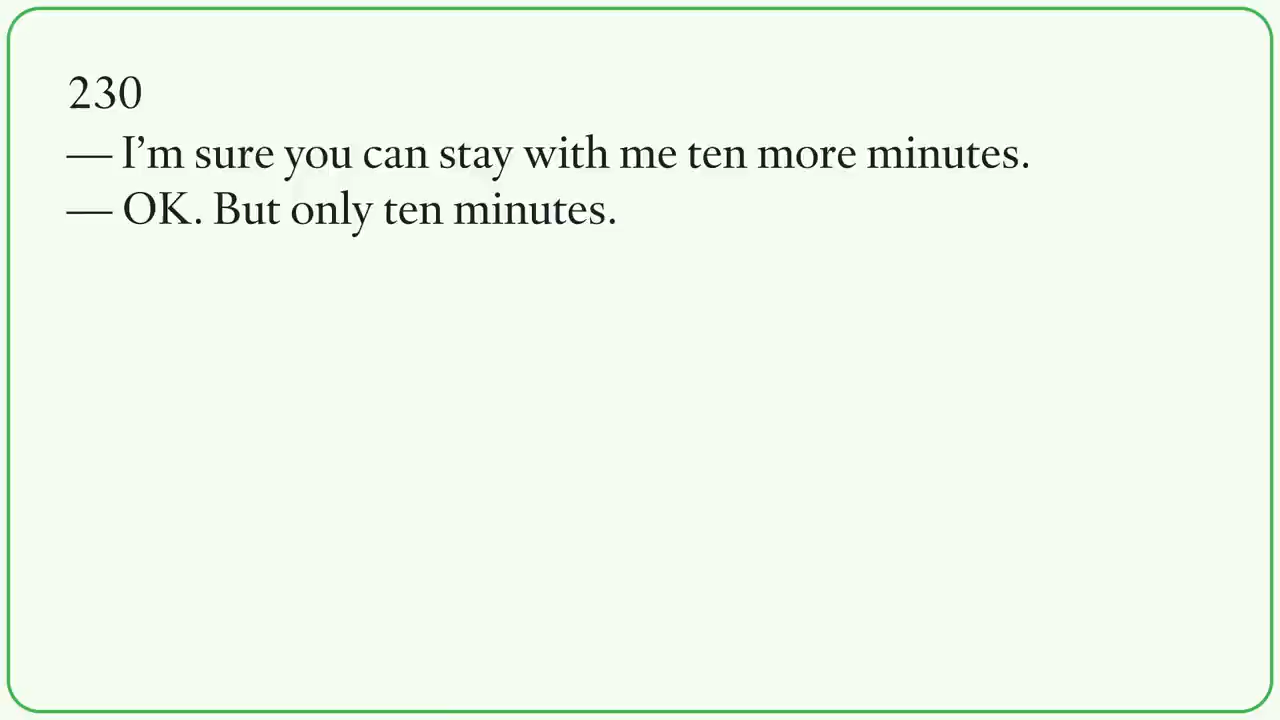 230
— I’m sure you can stay with me ten more minutes.
— OK. But only ten minutes.